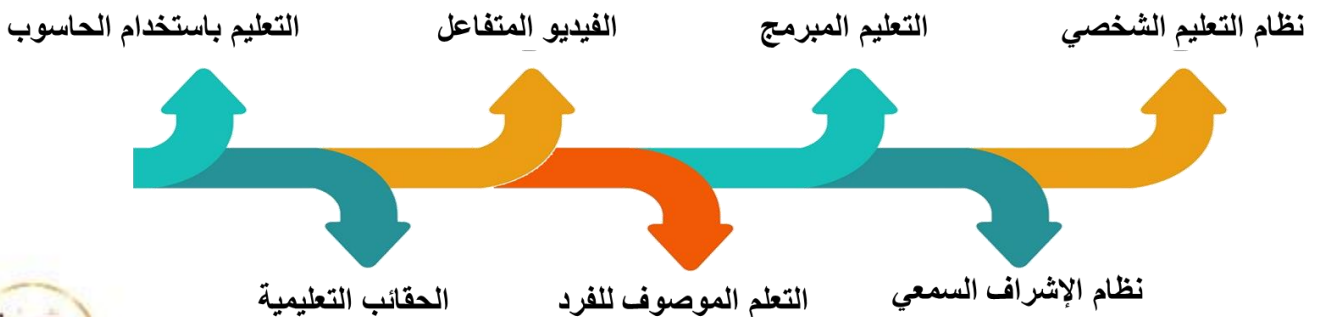 نظام التعليم الشخصي
التعليم المبرمج
الفيديو المتفاعل
التعليم باستخدام الحاسوب
نظام الإشراف السمعي
التعلم الموصوف للفرد
الحقائب التعليمية